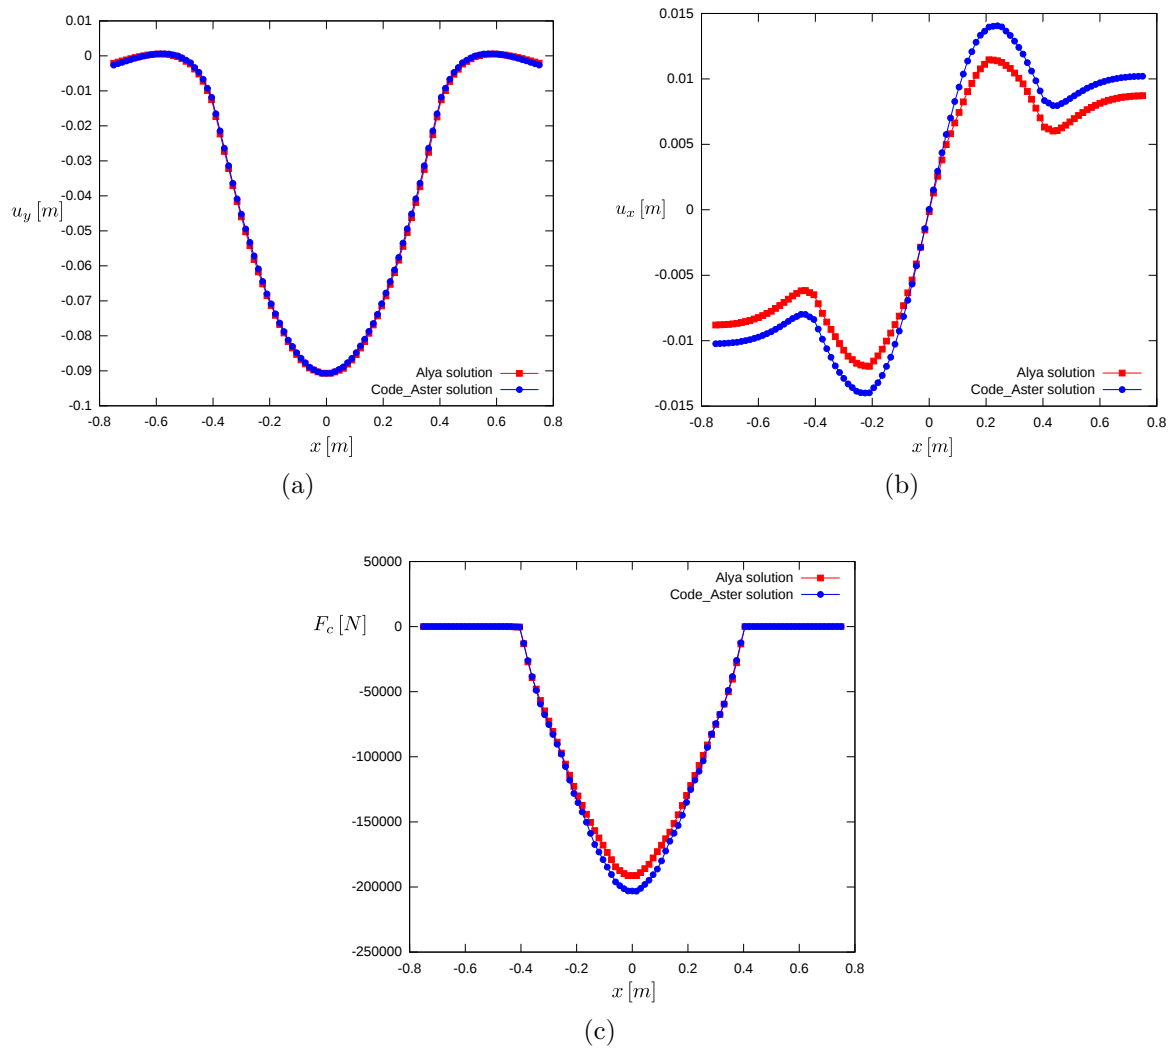 0.01
0
-0.01
-0.02
-0.03
-0.04
u_y [m]
-0.05
-0.06
-0.07
-0.08
-0.09
-0.1
Alya solution
Code_Aster solution
-0.8 -0.6 -0.4 -0.2 0 0.2 0.4 0.6 0.8
x [m]
(a)
0.015
0.01
0.005
u_x [m]
0
-0.005
-0.01
-0.015
Alya solution
Code_Aster solution
-0.8 -0.6 -0.4 -0.2 0 0.2 0.4 0.6 0.8
x [m]
(b)
50000
Alya solution
Code_Aster solution
F_c [N]
0
-50000
-100000
-150000
-200000
-250000
-0.8 -0.6 -0.4 -0.2 0 0.2 0.4 0.6 0.8
x [m]
(c)